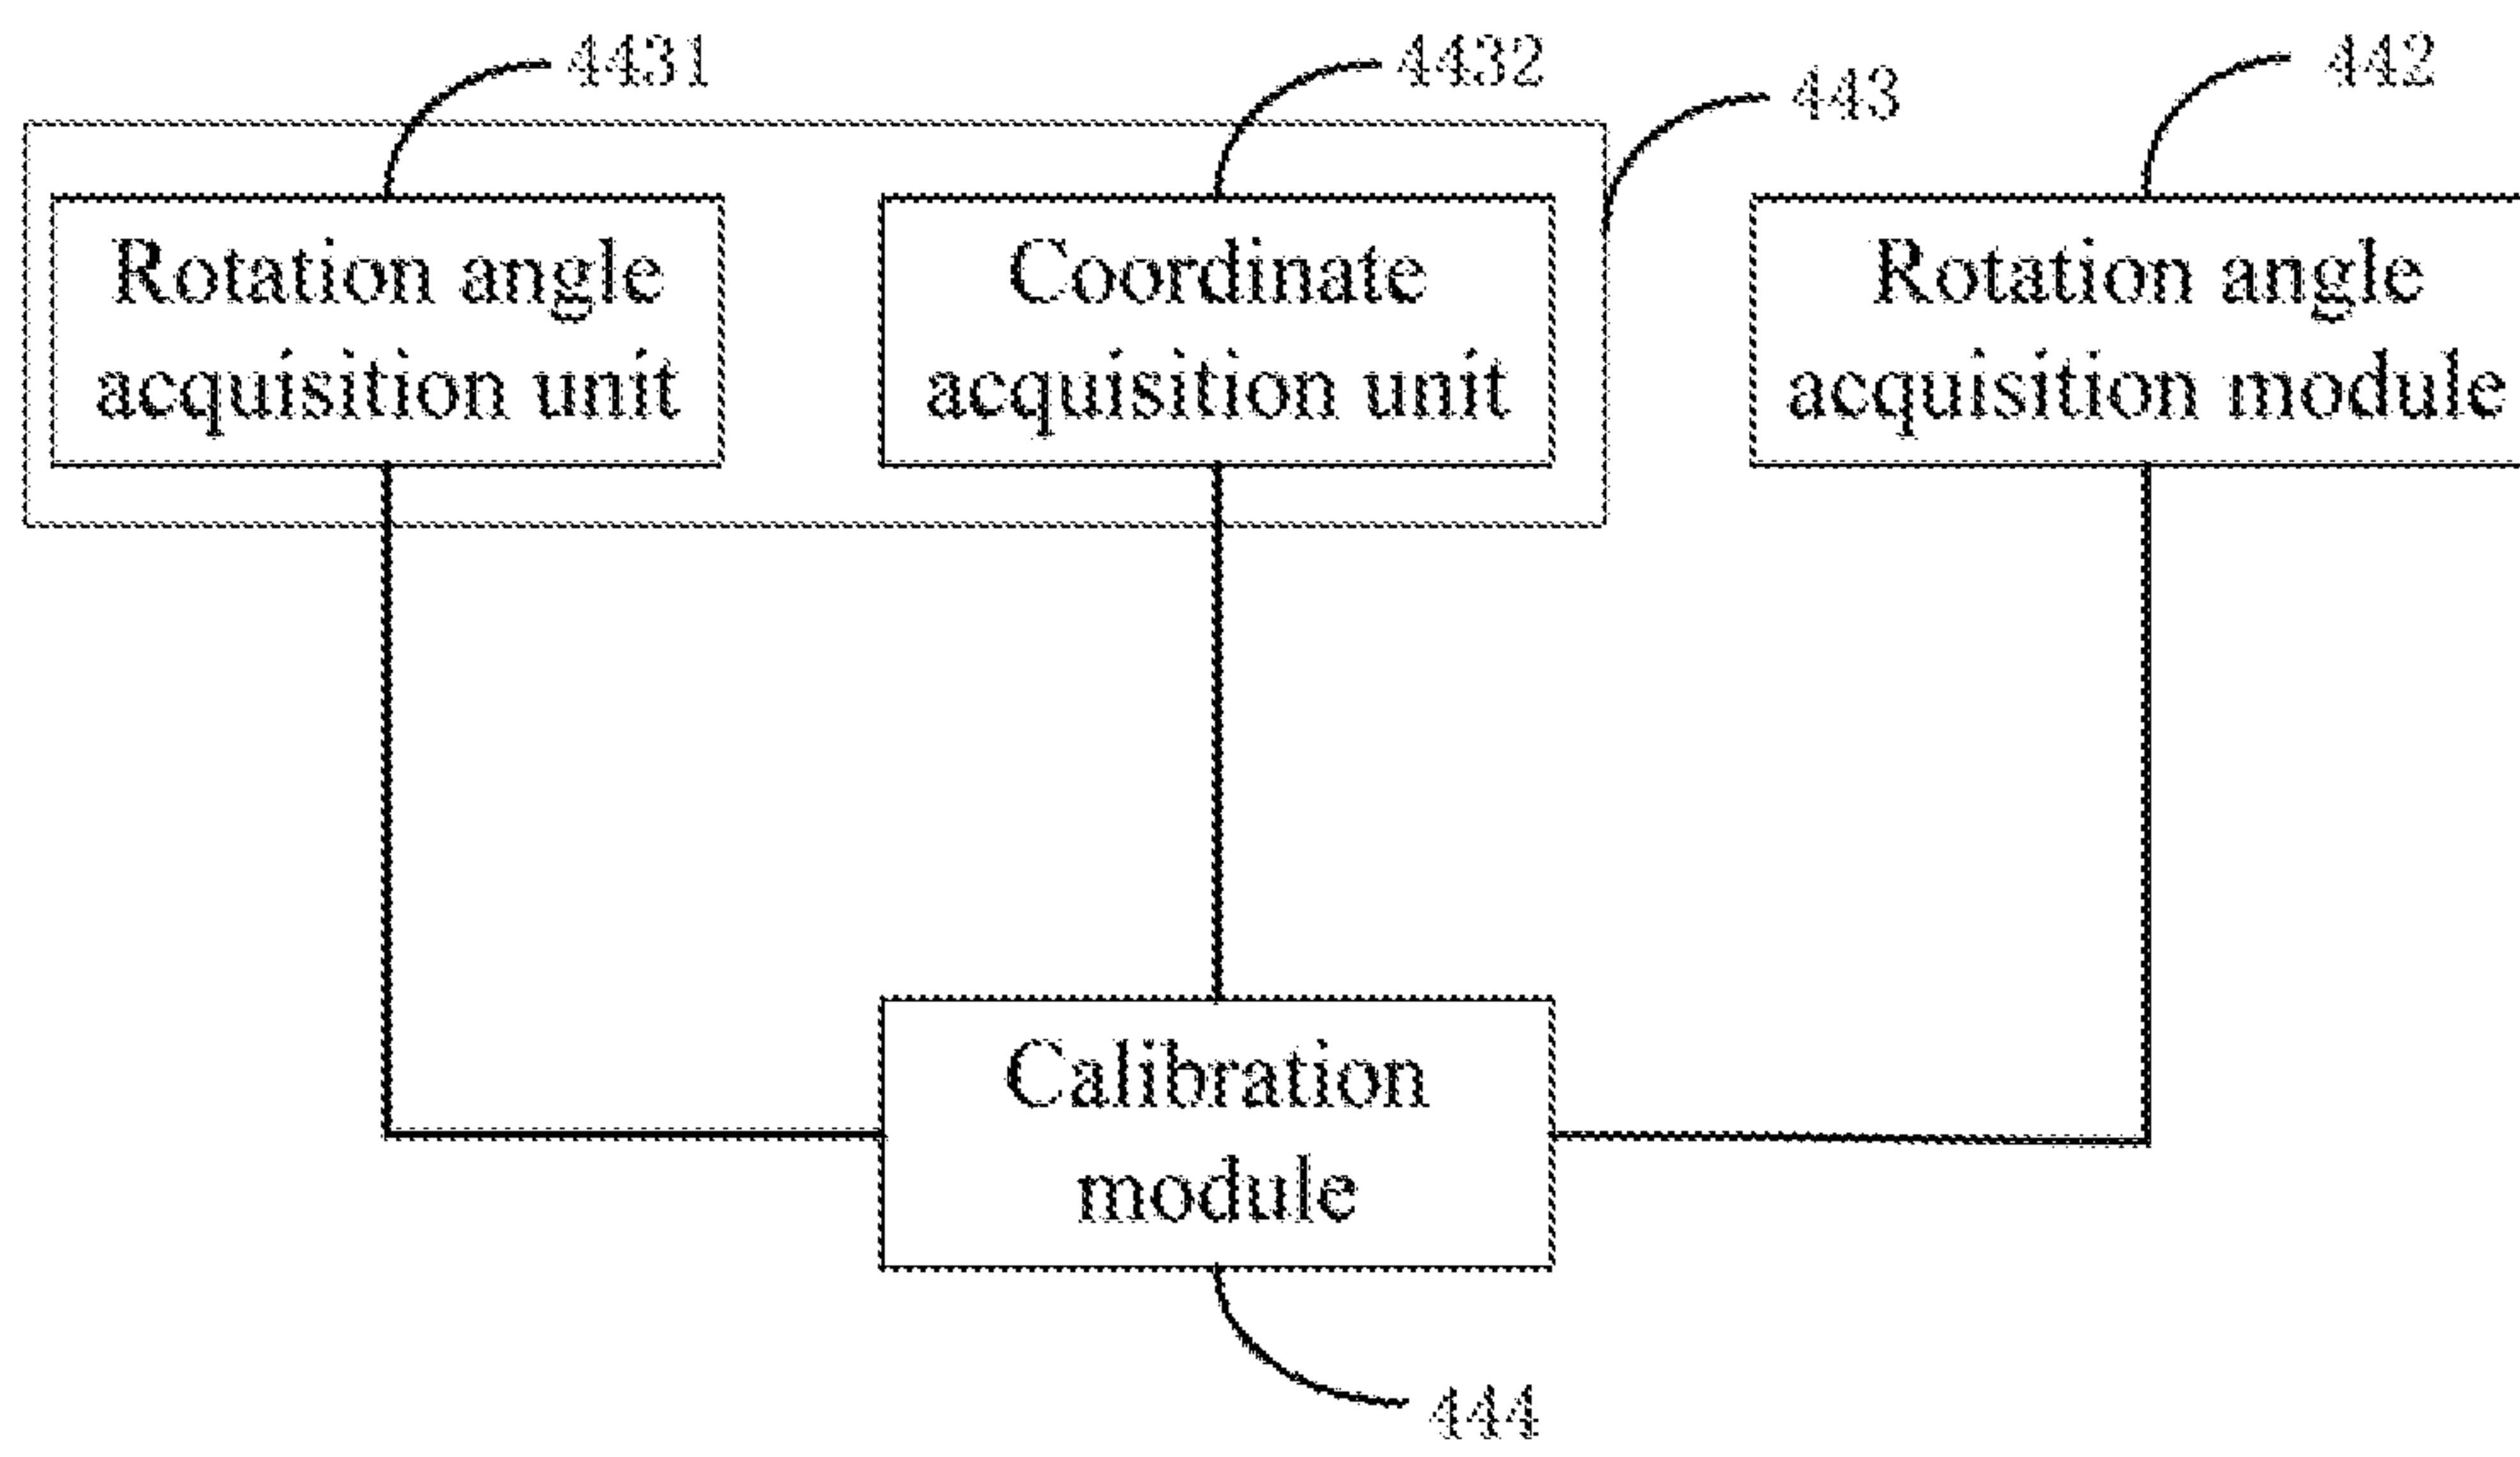 4431
4432
443
442
Rotation angle
acquisition unit
Coordinate
acquisition unit
Rotation angle
acquisition module
Calibration
module
444